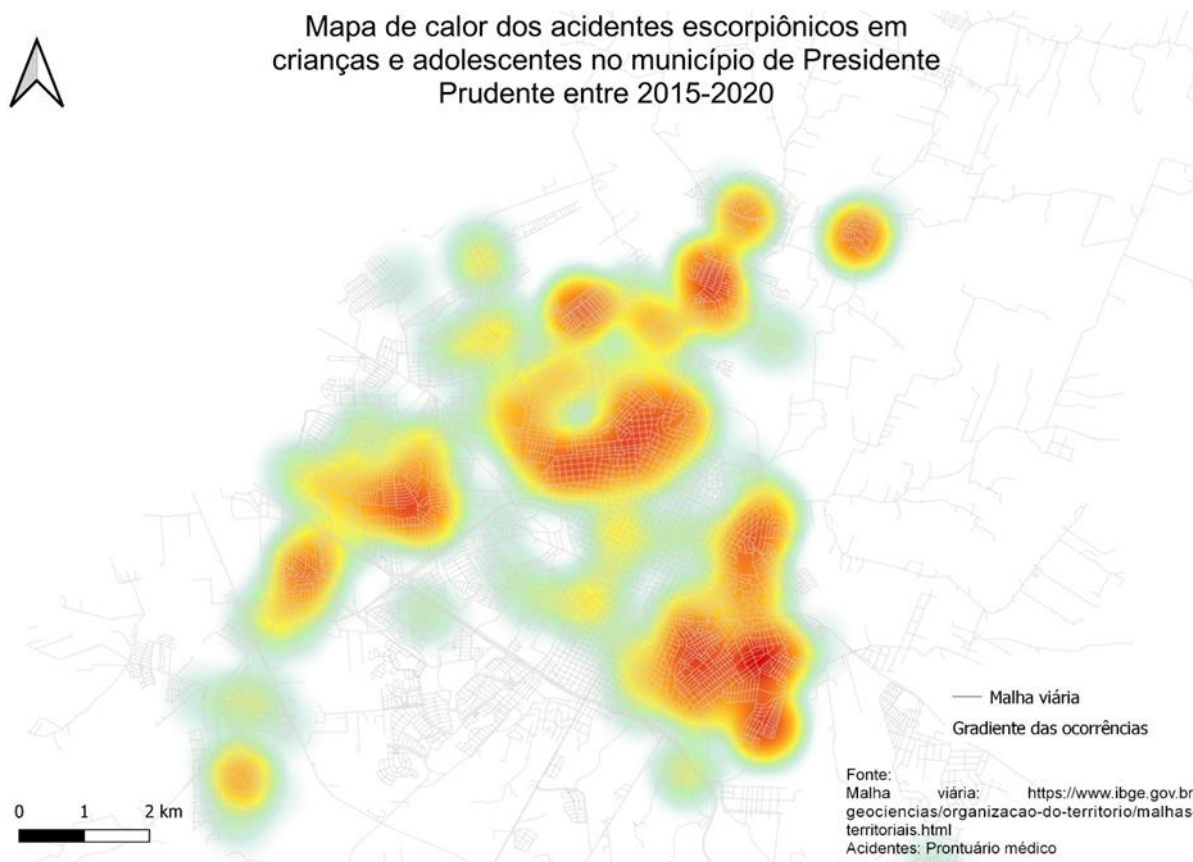 Mapa de calor dos acidentes escorpiônicos em
crianças e adolescentes no município de Presidente
Prudente entre 2015-2020
Malha viária
Gradiente das ocorrências
Fonte:
Malha viária: https://www.ibge.gov.br
geociencias/organizacao-do-territorio/malhas-
territoriais.html
Acidentes: Prontuário médico
0 1 2 km